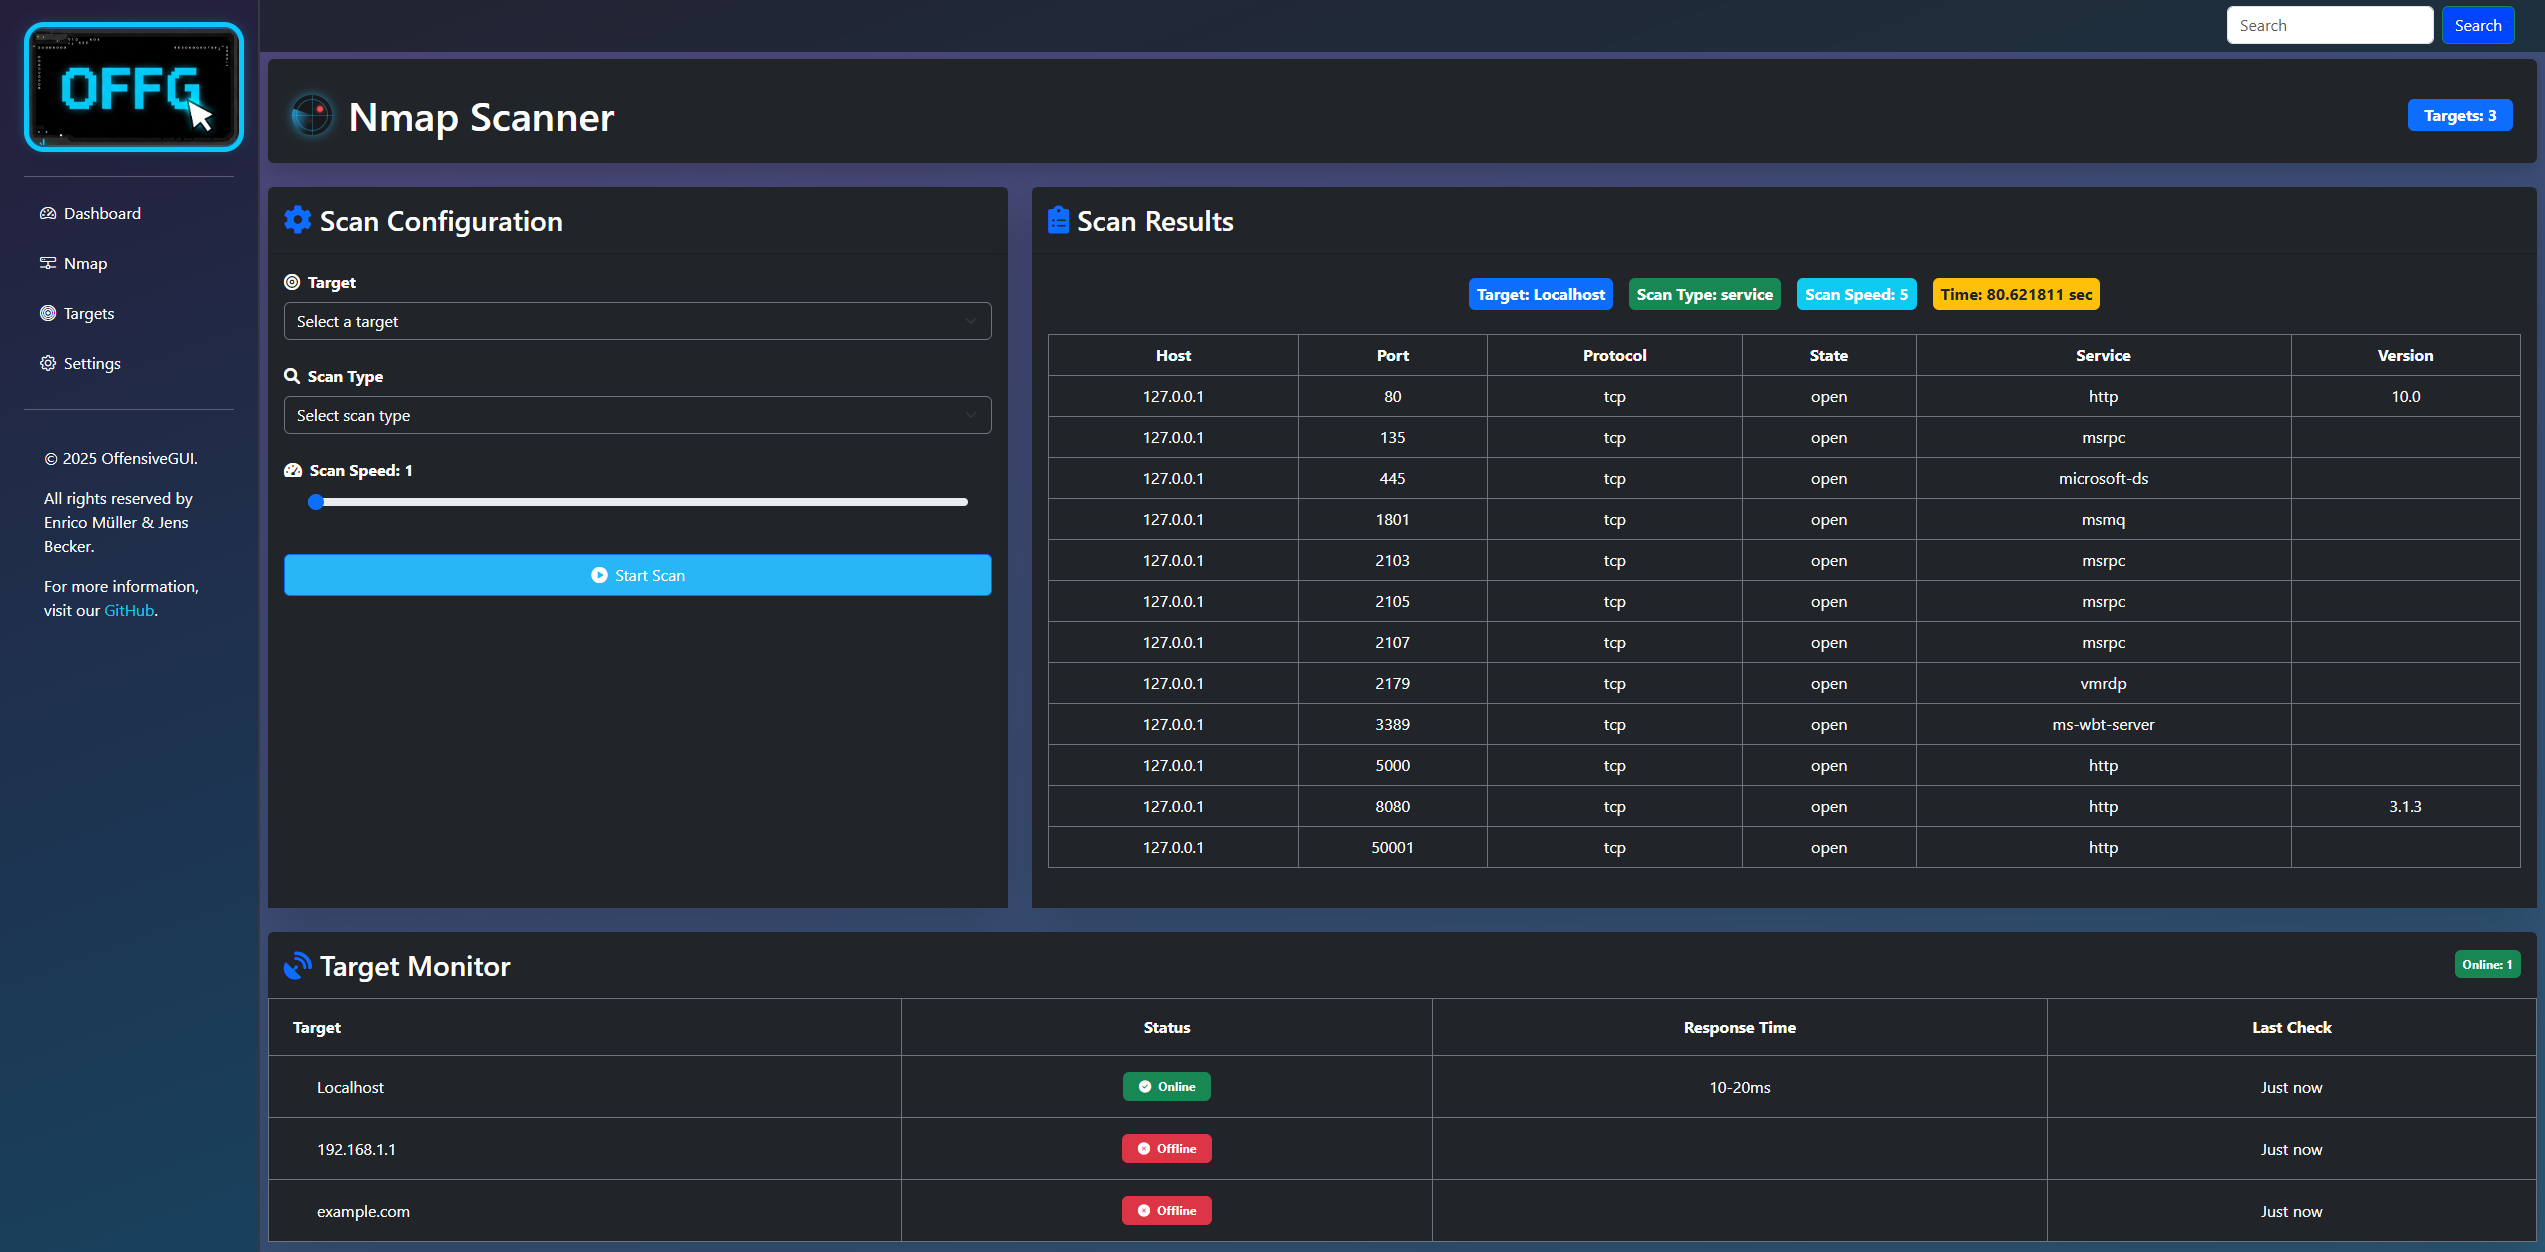 OFFG
Search
Search
Nmap Scanner
Targets: 3
Dashboard
Nmap
Targets
Settings
© 2025 OffensiveGUI.
All rights reserved by
Enrico Müller & Jens
Becker.
For more information,
visit our GitHub.
Scan Configuration
Target
Select a target
Scan Type
Select scan type
Scan Speed: 1
Start Scan
Scan Results
Target: Localhost Scan Type: service Scan Speed: 5 Time: 80.621811 sec
Host Port Protocol State Service Version
127.0.0.1 80 tcp open http 10.0
127.0.0.1 135 tcp open msrpc
127.0.0.1 445 tcp open microsoft-ds
127.0.0.1 1801 tcp open msmq
127.0.0.1 2103 tcp open msrpc
127.0.0.1 2105 tcp open msrpc
127.0.0.1 2107 tcp open msrpc
127.0.0.1 2179 tcp open vmrdp
127.0.0.1 3389 tcp open ms-wbt-server
127.0.0.1 5000 tcp open http
127.0.0.1 8080 tcp open http 3.1.3
127.0.0.1 50001 tcp open http
Target Monitor
Online: 1
Target Status Response Time Last Check
Localhost Online 10-20ms Just now
192.168.1.1 Offline Just now
example.com Offline Just now